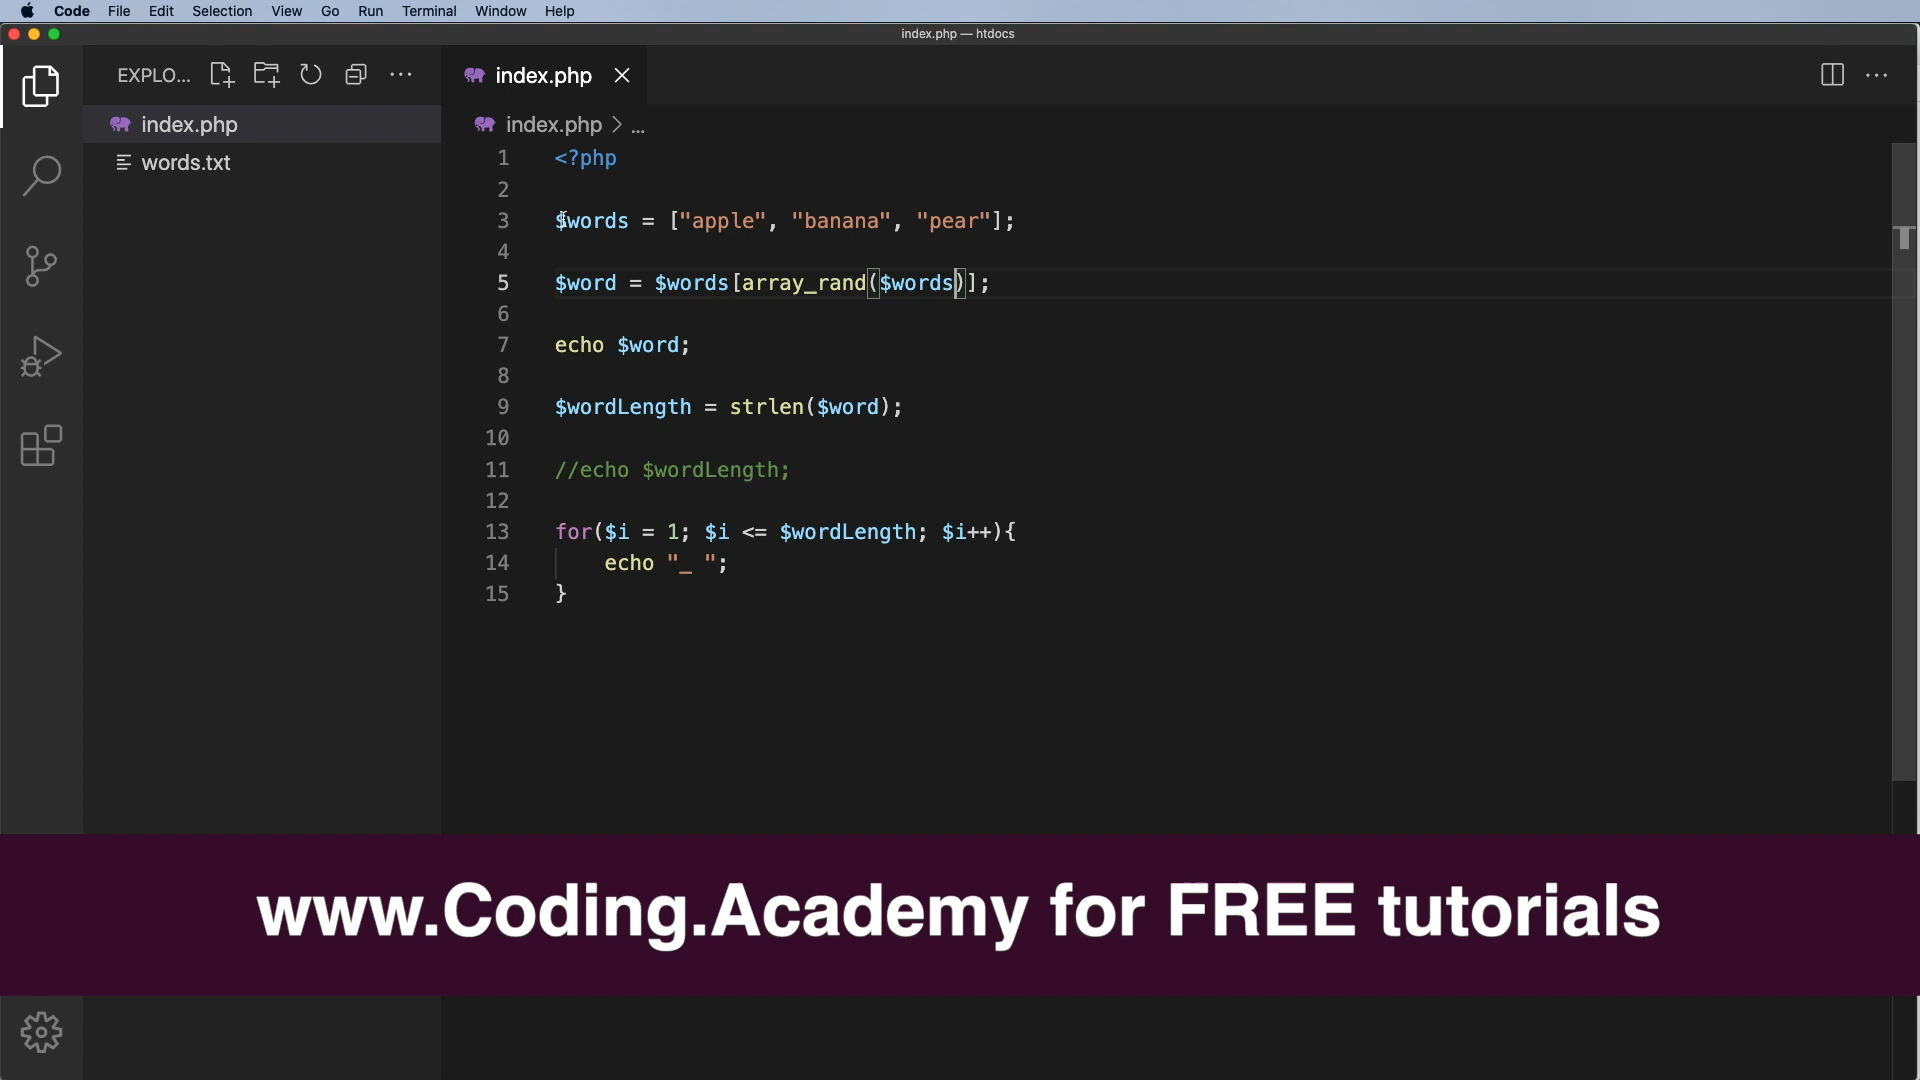 Code File Edit Selection View Go Run Terminal Window Help
index.php — htdocs
EXPLO...
index.php
words.txt
index.php
index.php > ...
1 <?php
2
3 $words = ["apple", "banana", "pear"];
4
5 $word = $words[array_rand($words)];
6
7 echo $word;
8
9 $wordLength = strlen($word);
10
11 //echo $wordLength;
12
13 for($i = 1; $i <= $wordLength; $i++){
14 echo "_ ";
15 }
www.Coding.Academy for FREE tutorials